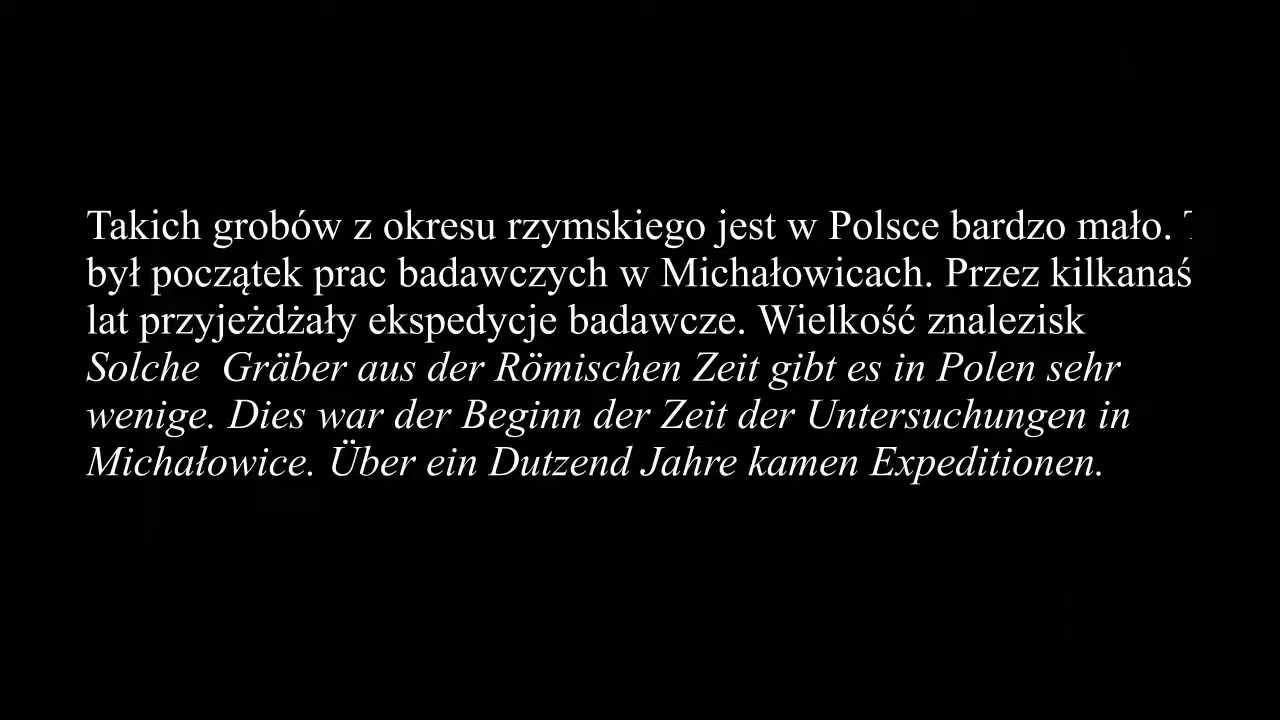 Takich grobów z okresu rzymskiego jest w Polsce bardzo mało.
był początek prac badawczych w Michałowicach. Przez kilkanaś
lat przyjeżdżały ekspedycje badawcze. Wielkość znalezisk
Solche  Gräber aus der Römischen Zeit gibt es in Polen sehr
wenige. Dies war der Beginn der Zeit der Untersuchungen in
Michałowice. Über ein Dutzend Jahre kamen Expeditionen.